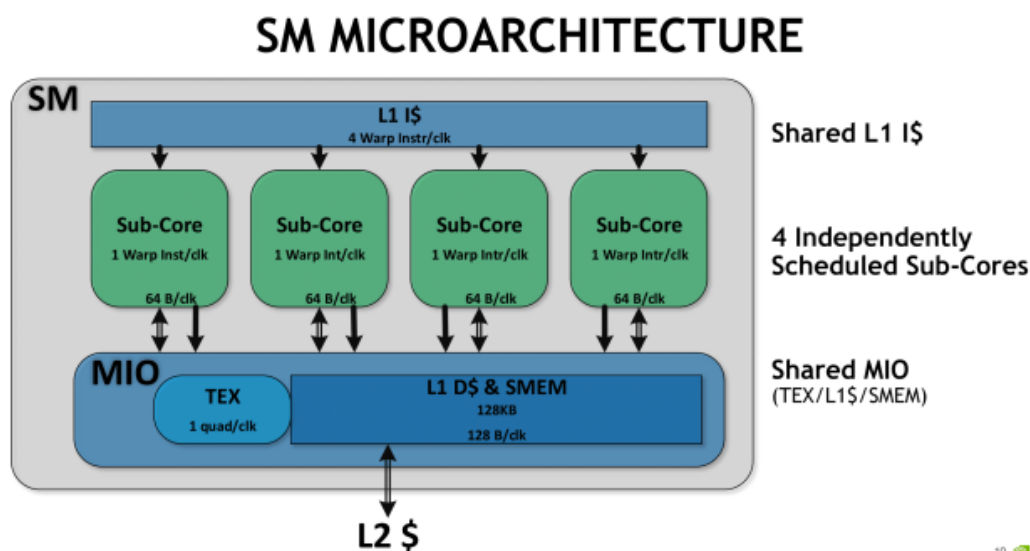 SM MICROARCHITECTURE
SM
L1 I$
4 Warp Instr/clk
Shared L1 I$
Sub-Core
1 Warp Inst/clk
64 B/clk
Sub-Core
1 Warp Int/clk
64 B/clk
Sub-Core
1 Warp Intr/clk
64 B/clk
Sub-Core
1 Warp Intr/clk
64 B/clk
4 Independently
Scheduled Sub-Cores
MIO
TEX
1 quad/clk
L1 D$ & SMEM
128KB
128 B/clk
Shared MIO
(TEX/L1$/SMEM)
L2 $